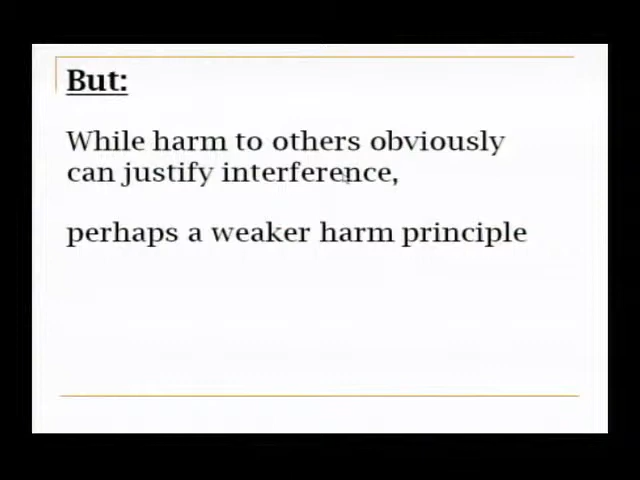 But:
While harm to others obviously
can justify interference,
perhaps a weaker harm principle